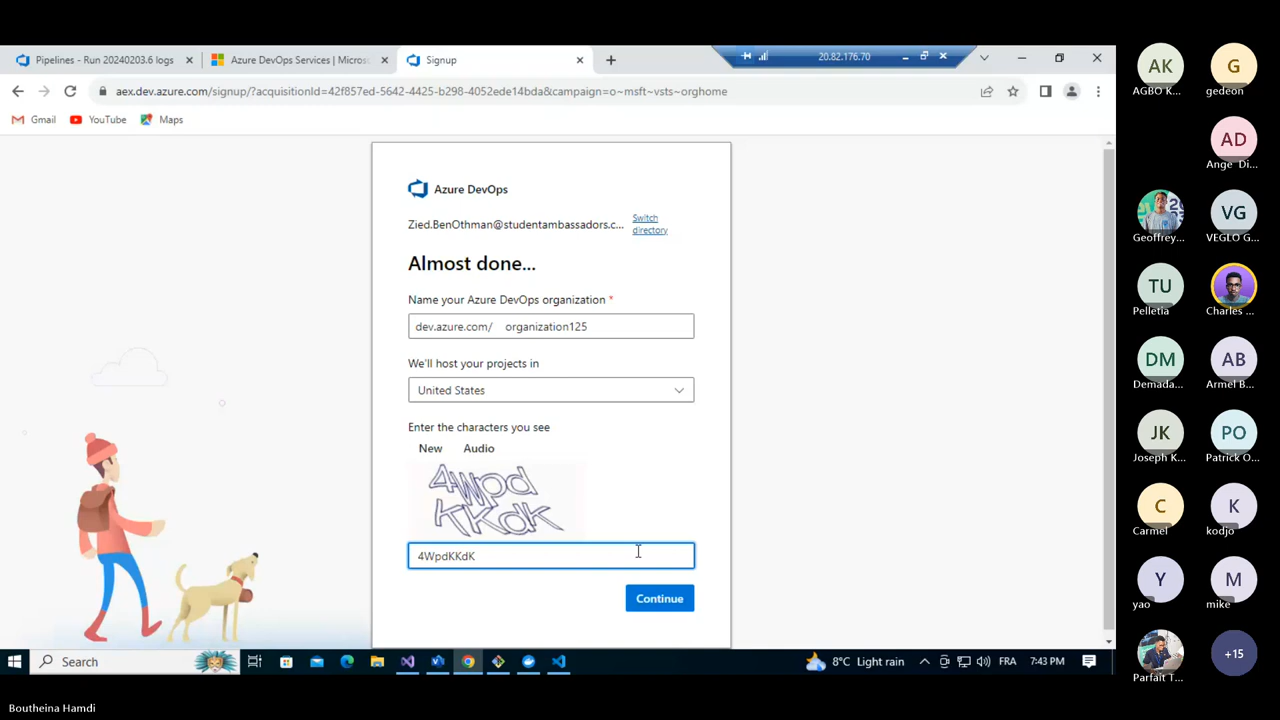 Pipelines - Run 20240203.6 logs
Azure DevOps Services | Micros
Signup
20.82.176.70
aex.dev.azure.com/signup/?acquisitionId=42f857ed-5642-4425-b298-4052ede14bda&campaign=o~msft~vsts~orghome
Gmail
YouTube
Maps
Azure DevOps
Zied.BenOthman@studentambassadors.c...
Switch
directory
Almost done...
Name your Azure DevOps organization *
dev.azure.com/ organization125
We'll host your projects in
United States
Enter the characters you see
New Audio
4Wpd
KKdK
4WpdKKdK
Continue
Search
8°C Light rain
FRA
7:43 PM
Boutheina Hamdi
AK
AGBO K...
G
gedeon
AD
Ange Di...
Geoffrey...
VG
VEGLO G...
TU
Pelletia
Charles ...
DM
Demada...
AB
Armel B...
JK
Joseph K...
PO
Patrick O...
C
Carmel
K
kodjo
Y
yao
M
mike
Parfait T...
+15